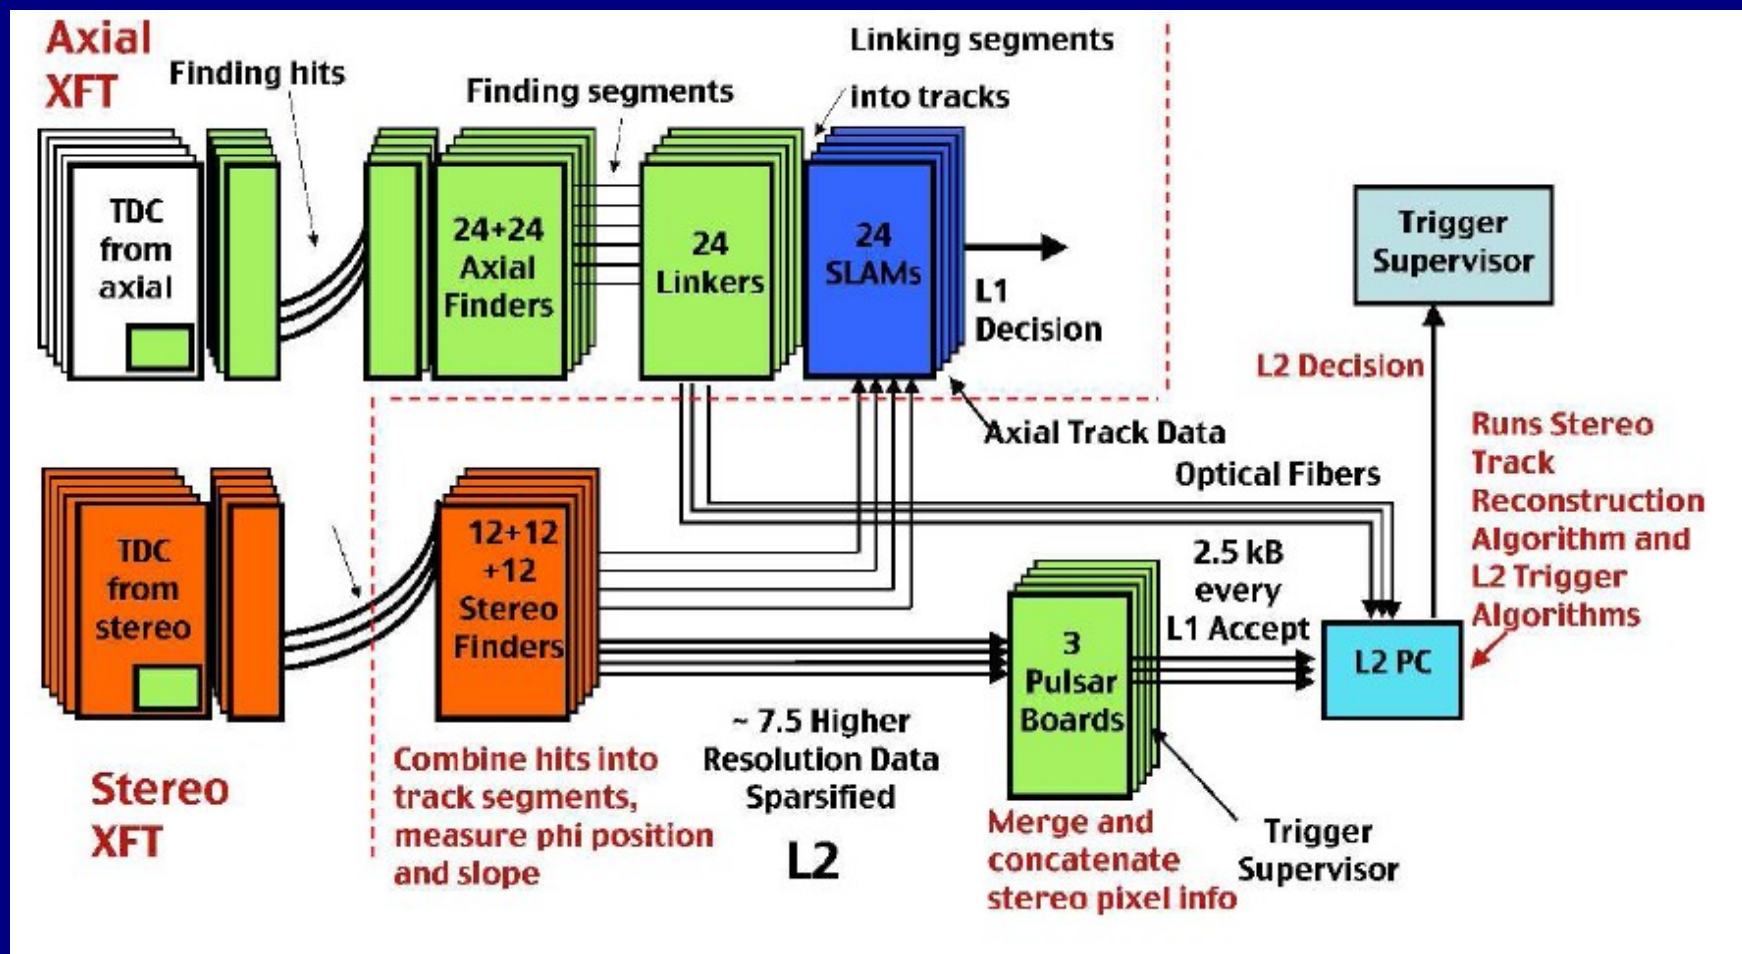 Axial
XFT
Finding hits
Finding segments
Linking segments
into tracks
TDC
from
axial
24+24
Axial
Finders
24
Linkers
24
SLAMs
L1
Decision
Trigger
Supervisor
L2 Decision
Axial Track Data
Optical Fibers
Runs Stereo
Track
Reconstruction
Algorithm and
L2 Trigger
Algorithms
TDC
from
stereo
12+12
+12
Stereo
Finders
2.5 kB
every
L1 Accept
3
Pulsar
Boards
L2 PC
~ 7.5 Higher
Resolution Data
Sparsified
L2
Stereo
XFT
Combine hits into
track segments,
measure phi position
and slope
Merge and
concatenate
stereo pixel info
Trigger
Supervisor